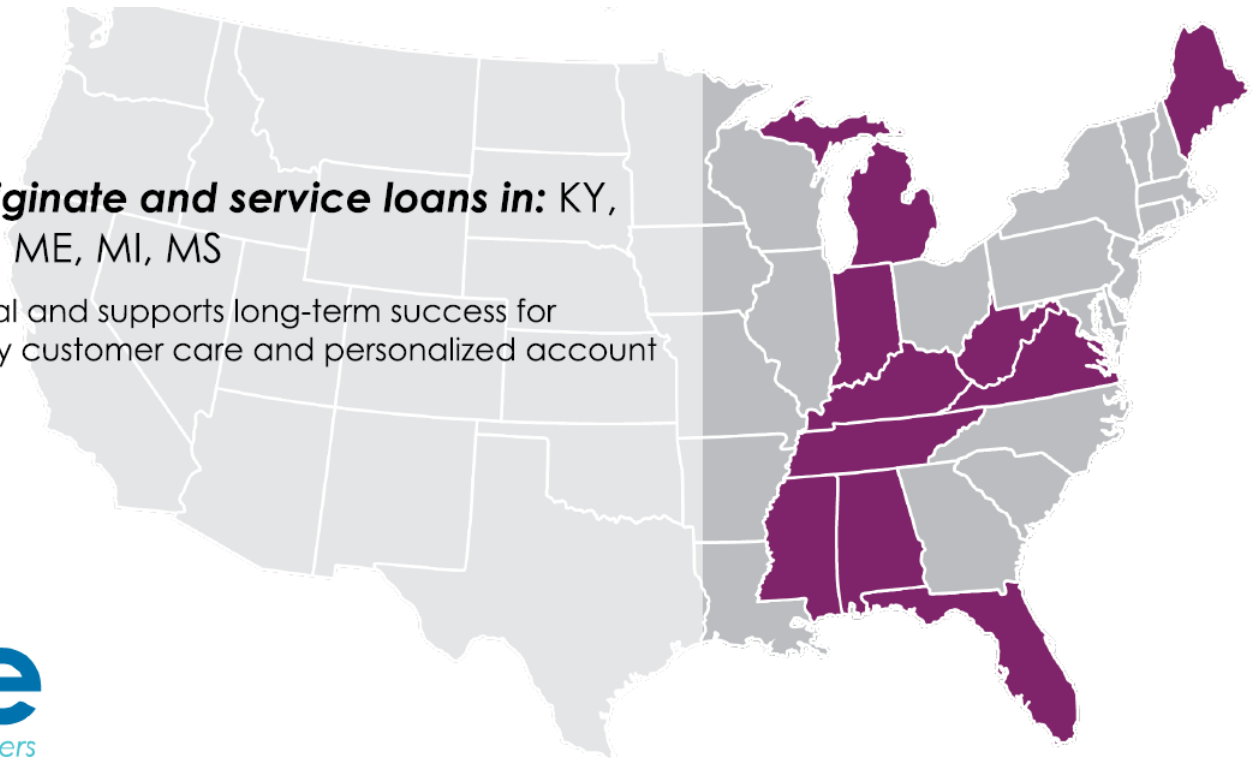 iginate and service loans in: KY,
ME, MI, MS
al and supports long-term success for
y customer care and personalized account
e
ers